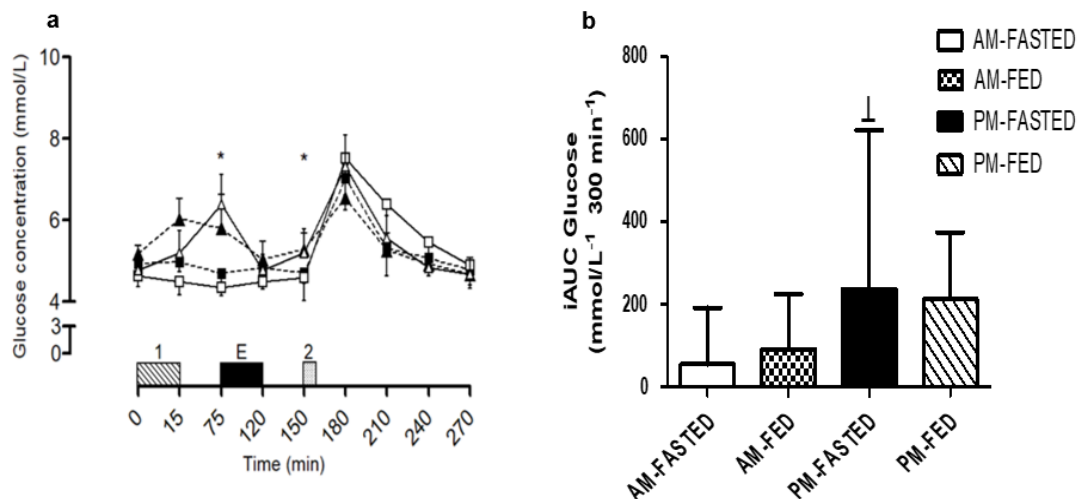 a
Glucose concentration (mmol/L)
10
8
6
4
3
0
* *
1 E 2
0 15 75 120 150 180 210 240 270
Time (min)
b
AM-FASTED
AM-FED
PM-FASTED
PM-FED
iAUC Glucose
(mmol/L⁻¹ 300 min⁻¹)
800
600
400
200
0
AM-FASTED AM-FED PM-FASTED PM-FED